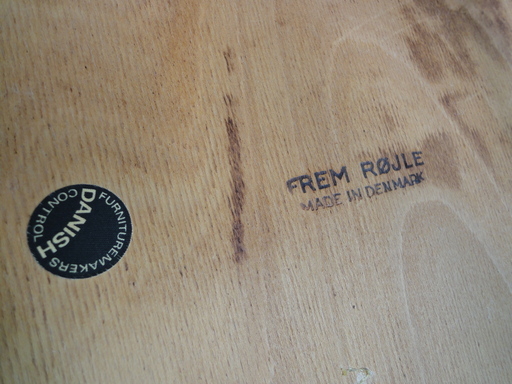 DANISH
FURNITUREMAKERS
CONTROL
FREM RØJLE
MADE IN DENMARK